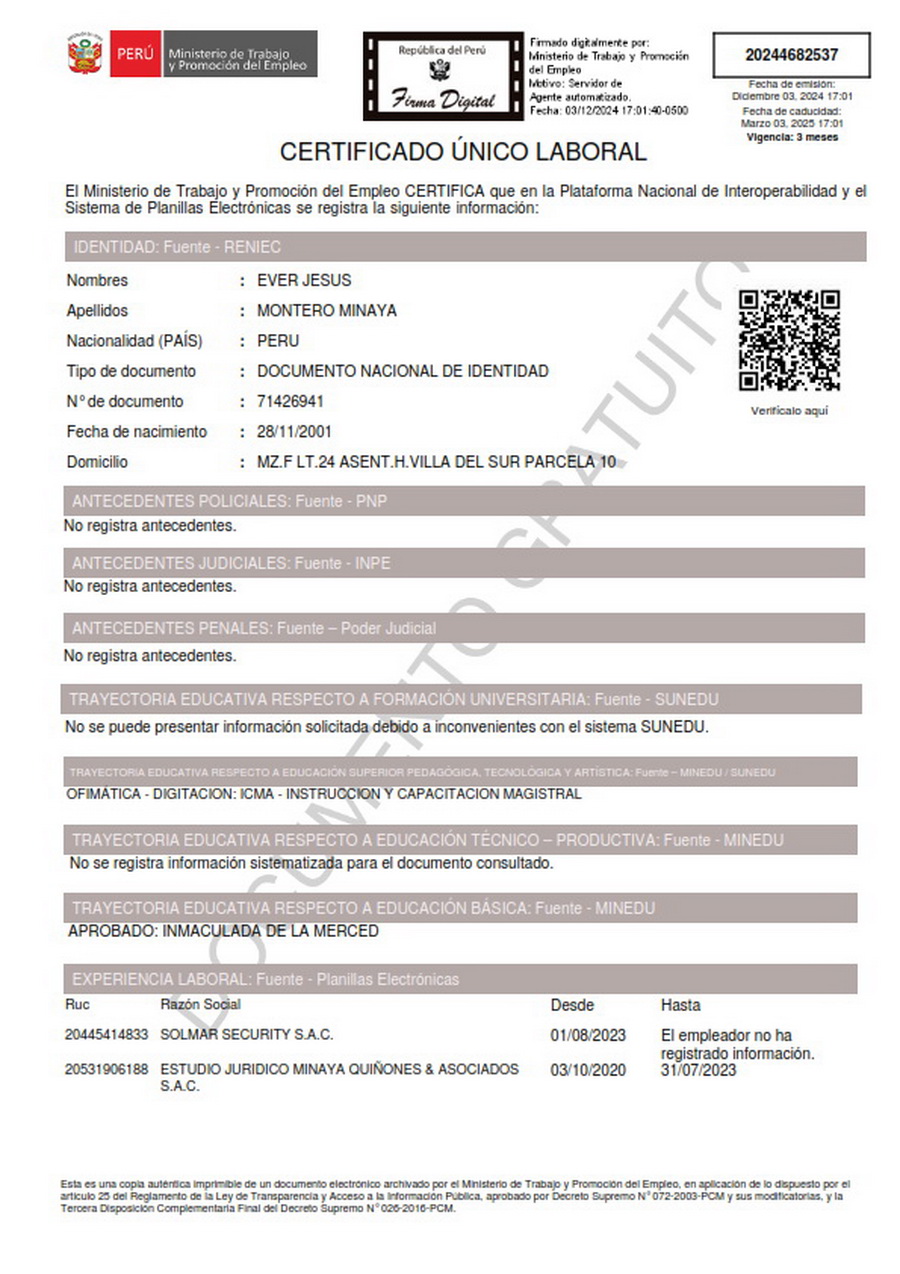 PERÚ
Ministerio de Trabajo
y Promoción del Empleo
República del Perú
Firma Digital
Firmado digitalmente por:
Ministerio de Trabajo y Promoción
del Empleo
Motivo: Servidor de
Agente automatizado.
Fecha: 03/12/2024 17:01:40-0500
20244682537
Fecha de emisión:
Diciembre 03, 2024 17:01
Fecha de caducidad:
Marzo 03, 2025 17:01
Vigencia: 3 meses
CERTIFICADO ÚNICO LABORAL
El Ministerio de Trabajo y Promoción del Empleo CERTIFICA que en la Plataforma Nacional de Interoperabilidad y el
Sistema de Planillas Electrónicas se registra la siguiente información:
IDENTIDAD: Fuente - RENIEC
Nombres : EVER JESUS
Apellidos : MONTERO MINAYA
Nacionalidad (PAÍS) : PERU
Tipo de documento : DOCUMENTO NACIONAL DE IDENTIDAD
N° de documento : 71426941
Fecha de nacimiento : 28/11/2001
Domicilio : MZ.F LT.24 ASENT.H.VILLA DEL SUR PARCELA 10
Verifícalo aquí
ANTECEDENTES POLICIALES: Fuente - PNP
No registra antecedentes.
ANTECEDENTES JUDICIALES: Fuente - INPE
No registra antecedentes.
ANTECEDENTES PENALES: Fuente – Poder Judicial
No registra antecedentes.
TRAYECTORIA EDUCATIVA RESPECTO A FORMACIÓN UNIVERSITARIA: Fuente - SUNEDU
No se puede presentar información solicitada debido a inconvenientes con el sistema SUNEDU.
TRAYECTORIA EDUCATIVA RESPECTO A EDUCACIÓN SUPERIOR PEDAGÓGICA, TECNOLÓGICA Y ARTÍSTICA: Fuente – MINEDU / SUNEDU
OFIMÁTICA - DIGITACION: ICMA - INSTRUCCION Y CAPACITACION MAGISTRAL
TRAYECTORIA EDUCATIVA RESPECTO A EDUCACIÓN TÉCNICO – PRODUCTIVA: Fuente - MINEDU
No se registra información sistematizada para el documento consultado.
TRAYECTORIA EDUCATIVA RESPECTO A EDUCACIÓN BÁSICA: Fuente - MINEDU
APROBADO: INMACULADA DE LA MERCED
EXPERIENCIA LABORAL: Fuente - Planillas Electrónicas
Ruc Razón Social Desde Hasta
20445414833 SOLMAR SECURITY S.A.C. 01/08/2023 El empleador no ha
registrado información.
20531906188 ESTUDIO JURIDICO MINAYA QUIÑONES & ASOCIADOS 03/10/2020 31/07/2023
S.A.C.
DOCUMENTO GRATUITO
Esta es una copia auténtica imprimible de un documento electrónico archivado por el Ministerio de Trabajo y Promoción del Empleo, en aplicación de lo dispuesto por el
artículo 25 del Reglamento de la Ley de Transparencia y Acceso a la Información Pública, aprobado por Decreto Supremo N° 072-2003-PCM y sus modificatorias, y la
Tercera Disposición Complementaria Final del Decreto Supremo N° 026-2016-PCM.